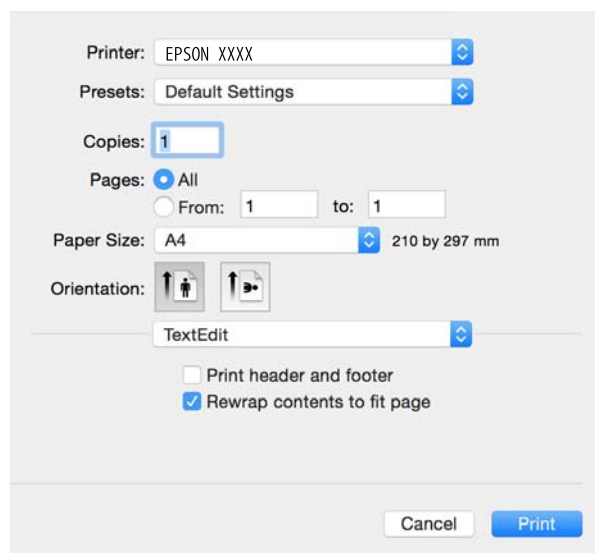 Printer: EPSON XXXX
Presets: Default Settings
Copies: 1
Pages: All
From: 1 to: 1
Paper Size: A4 210 by 297 mm
Orientation:
TextEdit
Print header and footer
Rewrap contents to fit page
Cancel Print